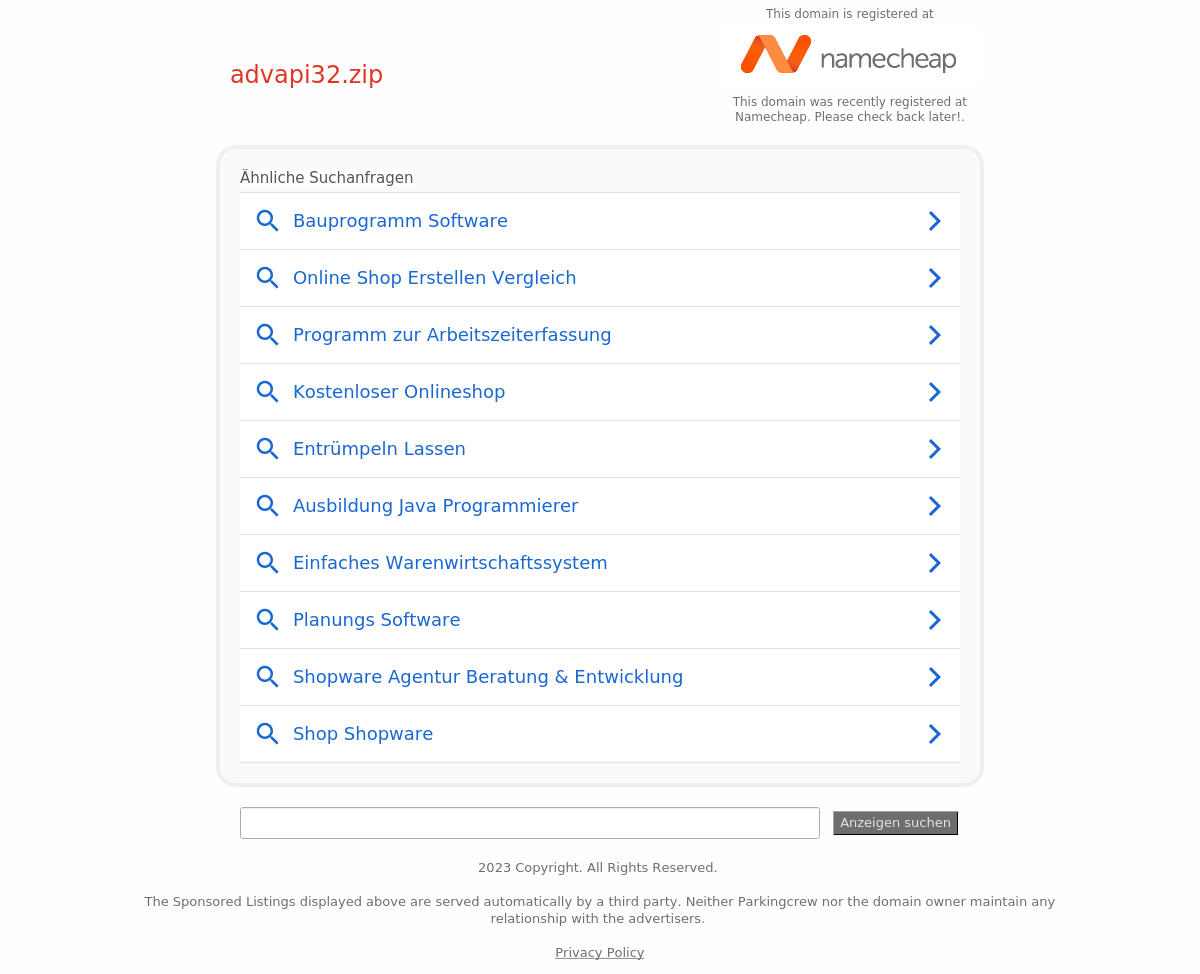 This domain is registered at
namecheap
advapi32.zip
This domain was recently registered at
Namecheap. Please check back later!.
Ähnliche Suchanfragen
Bauprogramm Software
Online Shop Erstellen Vergleich
Programm zur Arbeitszeiterfassung
Kostenloser Onlineshop
Entrümpeln Lassen
Ausbildung Java Programmierer
Einfaches Warenwirtschaftssystem
Planungs Software
Shopware Agentur Beratung & Entwicklung
Shop Shopware
Anzeigen suchen
2023 Copyright. All Rights Reserved.
The Sponsored Listings displayed above are served automatically by a third party. Neither Parkingcrew nor the domain owner maintain any
relationship with the advertisers.
Privacy Policy